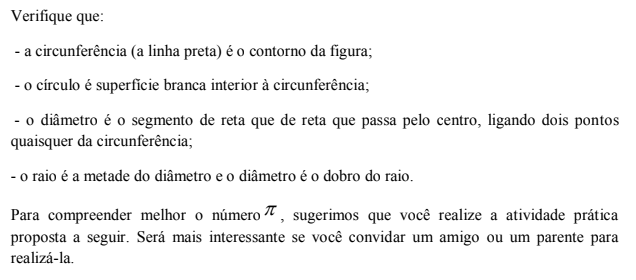 Verifique que:
- a circunferência (a linha preta) é o contorno da figura;
- o círculo é superfície branca interior à circunferência;
- o diâmetro é o segmento de reta que de reta que passa pelo centro, ligando dois pontos
quaisquer da circunferência;
- o raio é a metade do diâmetro e o diâmetro é o dobro do raio.
Para compreender melhor o número π, sugerimos que você realize a atividade prática
proposta a seguir. Será mais interessante se você convidar um amigo ou um parente para
realizá-la.